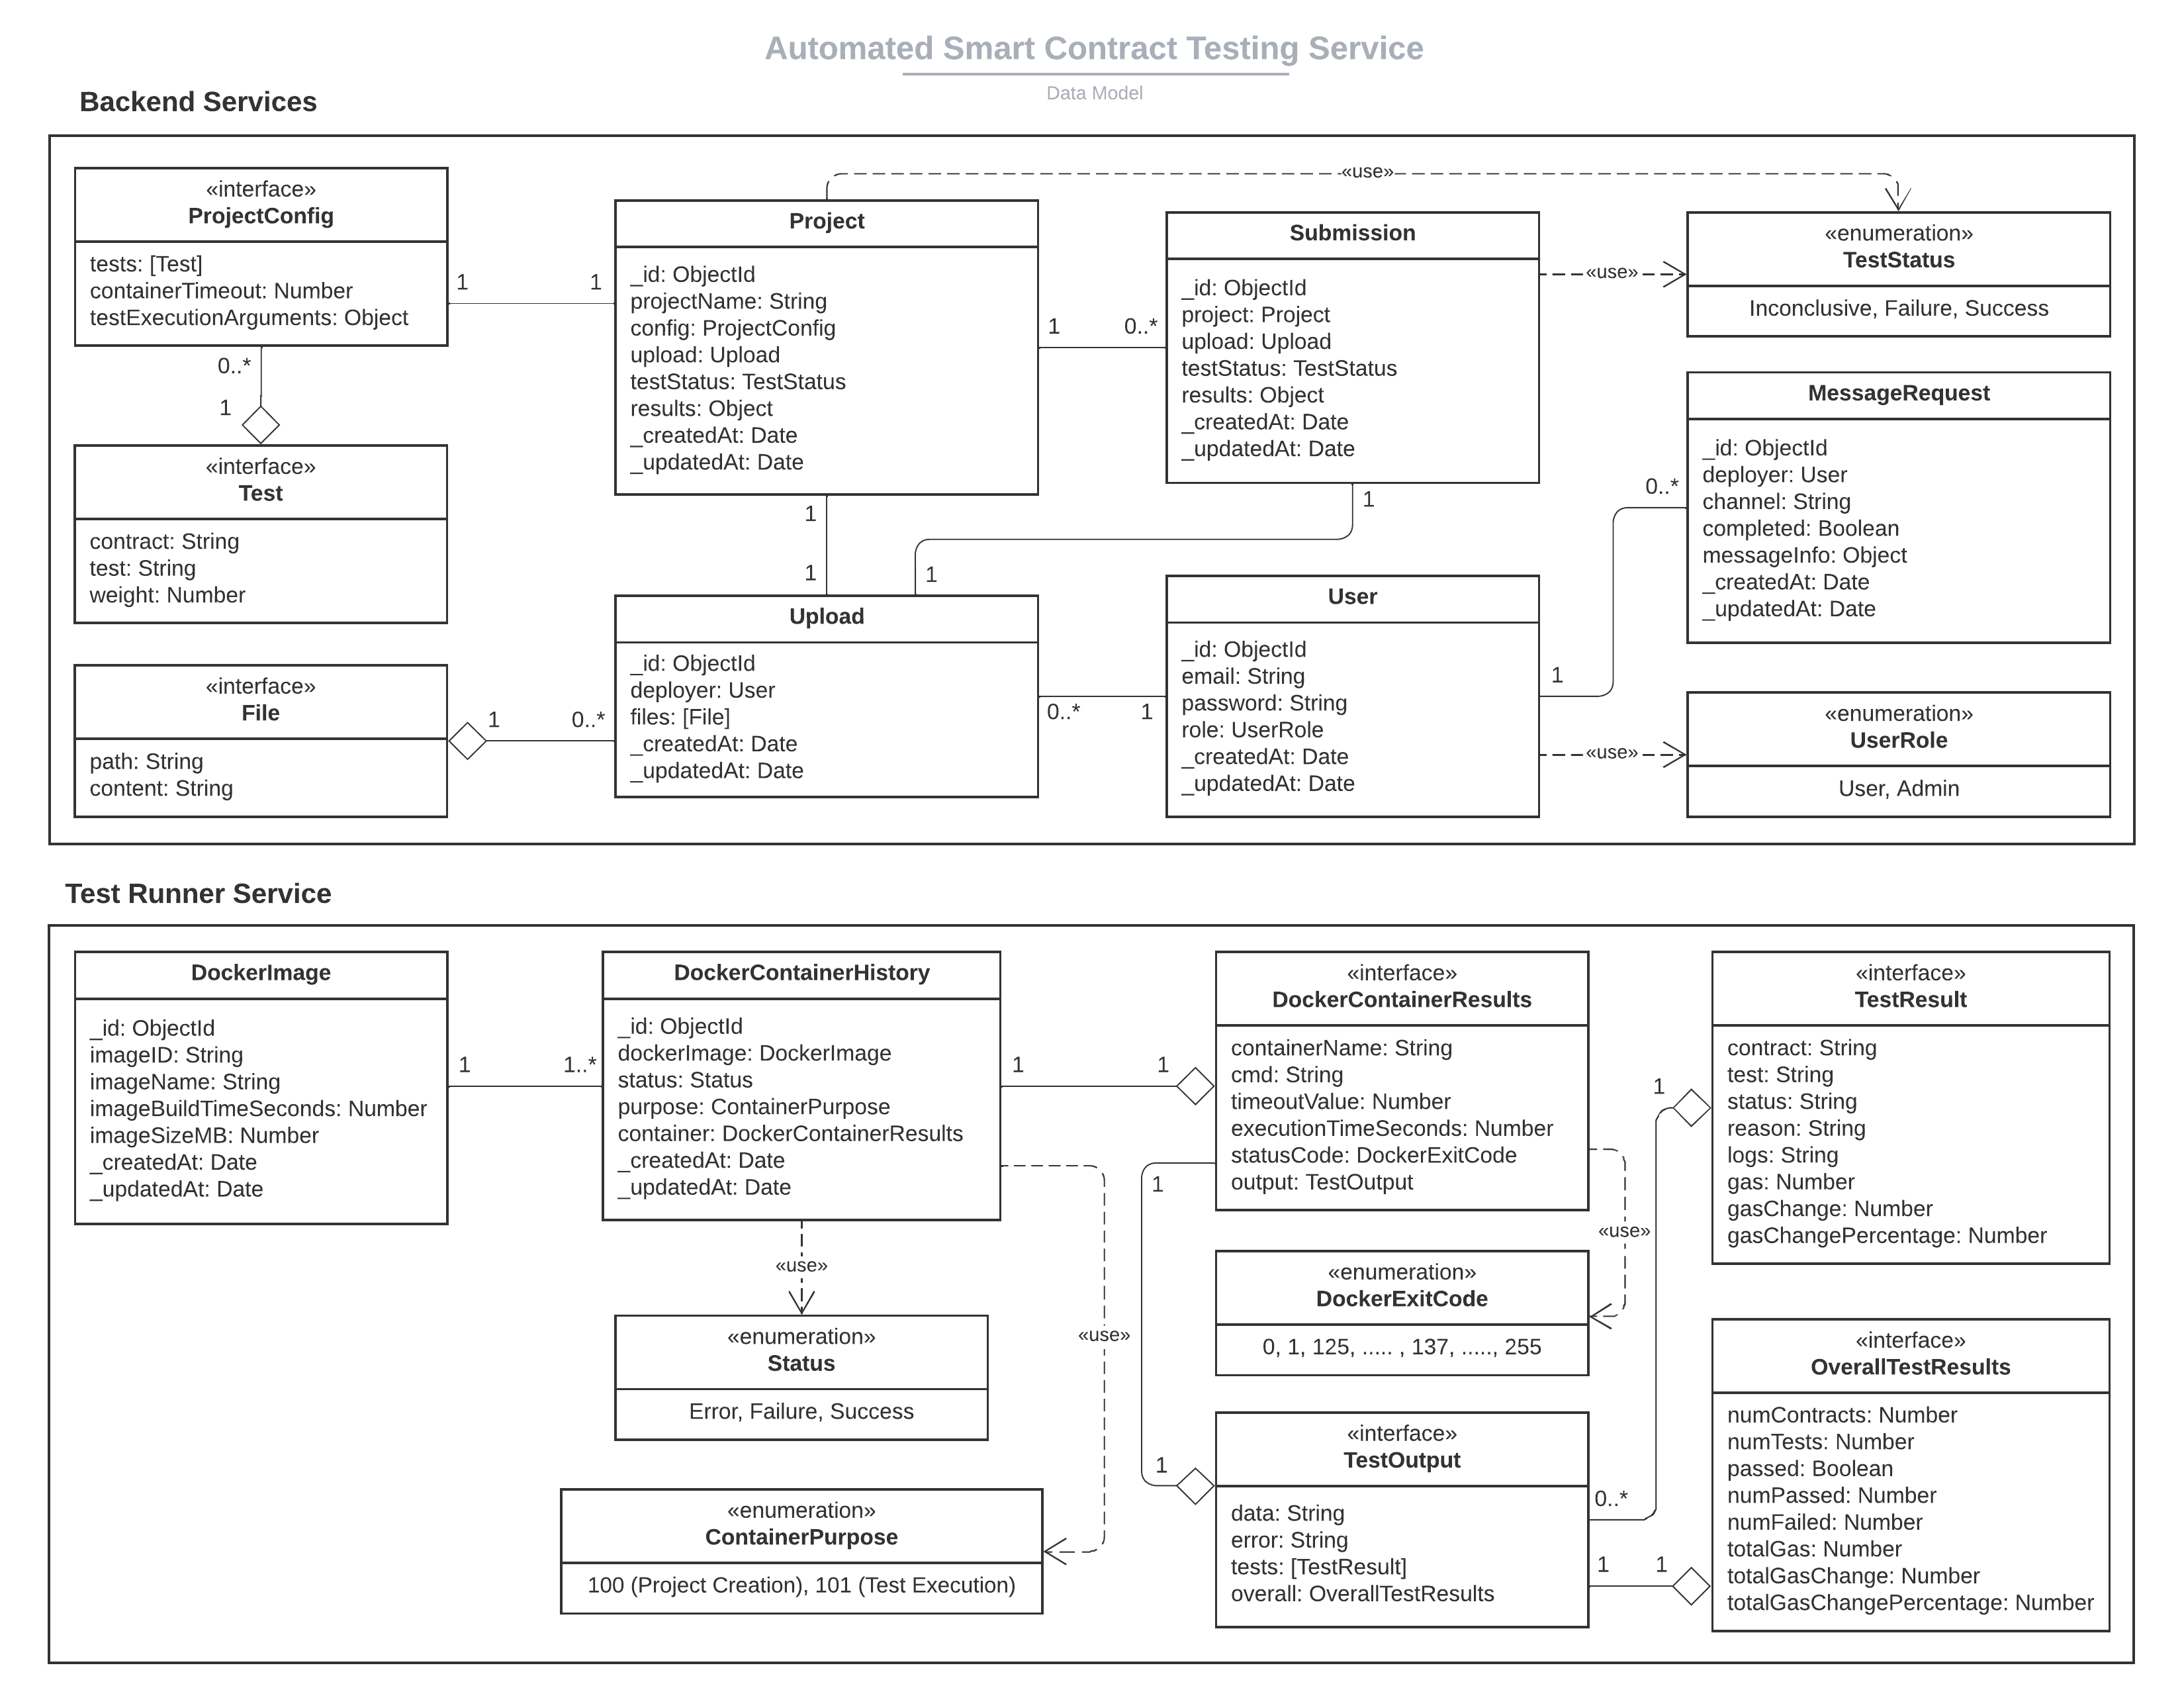 Automated Smart Contract Testing Service
Data Model
Backend Services
«interface»
ProjectConfig
tests: [Test]
containerTimeout: Number
testExecutionArguments: Object
1
1
0..*
1
«interface»
Test
contract: String
test: String
weight: Number
«interface»
File
path: String
content: String
1
0..*
Project
_id: ObjectId
projectName: String
config: ProjectConfig
upload: Upload
testStatus: TestStatus
results: Object
_createdAt: Date
_updatedAt: Date
«use»
1
0..*
1
1
1
1
Upload
_id: ObjectId
deployer: User
files: [File]
_createdAt: Date
_updatedAt: Date
0..*
1
Submission
_id: ObjectId
project: Project
upload: Upload
testStatus: TestStatus
results: Object
_createdAt: Date
_updatedAt: Date
«use»
User
_id: ObjectId
email: String
password: String
role: UserRole
_createdAt: Date
_updatedAt: Date
1
0..*
«use»
«enumeration»
TestStatus
Inconclusive, Failure, Success
MessageRequest
_id: ObjectId
deployer: User
channel: String
completed: Boolean
messageInfo: Object
_createdAt: Date
_updatedAt: Date
«enumeration»
UserRole
User, Admin
Test Runner Service
DockerImage
_id: ObjectId
imageID: String
imageName: String
imageBuildTimeSeconds: Number
imageSizeMB: Number
_createdAt: Date
_updatedAt: Date
1
1..*
DockerContainerHistory
_id: ObjectId
dockerImage: DockerImage
status: Status
purpose: ContainerPurpose
container: DockerContainerResults
_createdAt: Date
_updatedAt: Date
1
1
«use»
«enumeration»
Status
Error, Failure, Success
«use»
«enumeration»
ContainerPurpose
100 (Project Creation), 101 (Test Execution)
«interface»
DockerContainerResults
containerName: String
cmd: String
timeoutValue: Number
executionTimeSeconds: Number
statusCode: DockerExitCode
output: TestOutput
1
1
«use»
«enumeration»
DockerExitCode
0, 1, 125, ..... , 137, ....., 255
«interface»
TestOutput
data: String
error: String
tests: [TestResult]
overall: OverallTestResults
0..*
1
1
1
«interface»
TestResult
contract: String
test: String
status: String
reason: String
logs: String
gas: Number
gasChange: Number
gasChangePercentage: Number
«interface»
OverallTestResults
numContracts: Number
numTests: Number
passed: Boolean
numPassed: Number
numFailed: Number
totalGas: Number
totalGasChange: Number
totalGasChangePercentage: Number